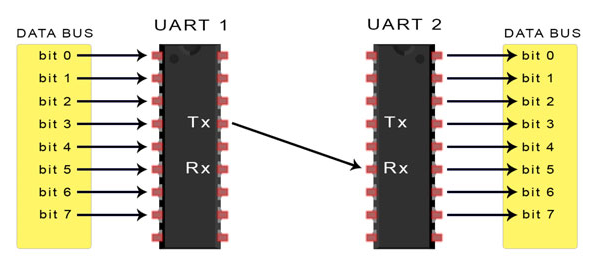 UART 1
UART 2
DATA BUS
DATA BUS
bit 0
bit 1
bit 2
bit 3
bit 4
bit 5
bit 6
bit 7
Tx
Rx
Tx
Rx
bit 0
bit 1
bit 2
bit 3
bit 4
bit 5
bit 6
bit 7